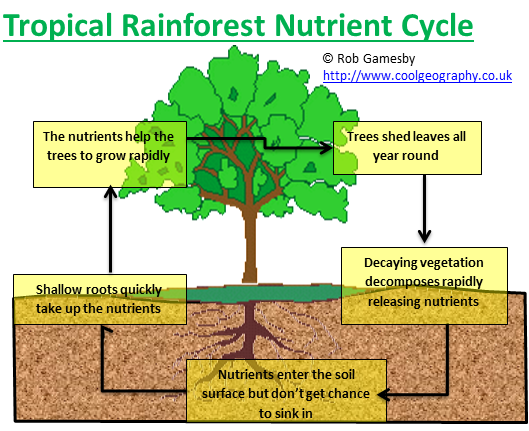 Tropical Rainforest Nutrient Cycle
© Rob Gamesby
http://www.coolgeography.co.uk
The nutrients help the
trees to grow rapidly
Trees shed leaves all
year round
Decaying vegetation
decomposes rapidly
releasing nutrients
Shallow roots quickly
take up the nutrients
Nutrients enter the soil
surface but don't get chance
to sink in